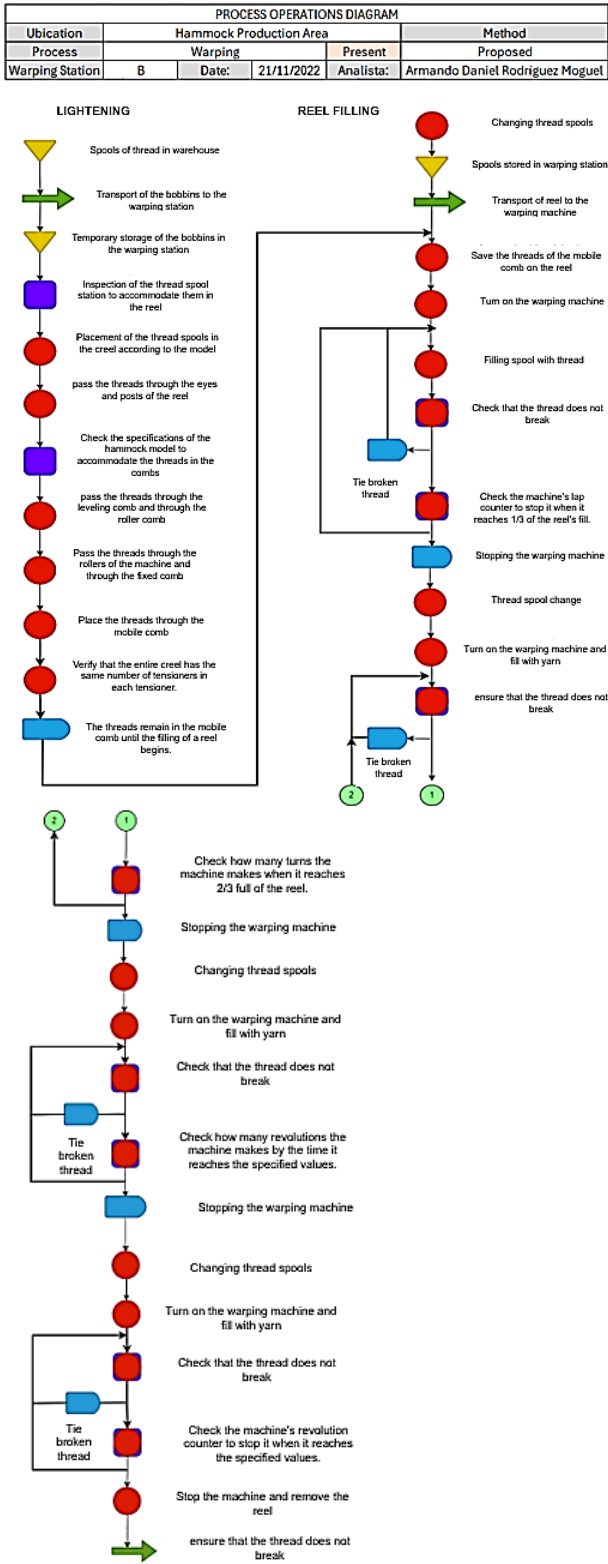 PROCESS OPERATIONS DIAGRAM
Ubication Hammock Production Area Method
Process Warping Present Proposed
Warping Station B Date: 21/11/2022 Analista: Armando Daniel Rodríguez Moguel
LIGHTENING
Spools of thread in warehouse
Transport of the bobbins to the
warping station
Temporary storage of the bobbins in
the warping station
Inspection of the thread spool
station to accommodate them in
the reel
Placement of the thread spools in
the creel according to the model
pass the threads through the eyes
and posts of the reel
Check the specifications of the
hammock model to
accommodate the threads in the
combs
pass the threads through the
leveling comb and through the
roller comb
Pass the threads through the
rollers of the machine and
through the fixed comb
Place the threads through the
mobile comb
Verify that the entire creel has the
same number of tensioners in
each tensioner.
The threads remain in the mobile
comb until the filling of a reel
begins.
REEL FILLING
Changing thread spools
Spools stored in warping station
Transport of reel to the
warping machine
Save the threads of the mobile
comb on the reel
Turn on the warping machine
Filling spool with thread
Check that the thread does not
break
Tie broken
thread
Check the machine's lap
counter to stop it when it
reaches 1/3 of the reel's fill.
Stopping the warping machine
Thread spool change
Turn on the warping machine and
fill with yarn
ensure that the thread does not
break
Tie broken
thread
2
1
2
1
Check how many turns the
machine makes when it reaches
2/3 full of the reel.
Stopping the warping machine
Changing thread spools
Turn on the warping machine and
fill with yarn
Check that the thread does not
break
Tie
broken
thread
Check how many revolutions the
machine makes by the time it
reaches the specified values.
Stopping the warping machine
Changing thread spools
Turn on the warping machine and
fill with yarn
Check that the thread does not
break
Tie
broken
thread
Check the machine's revolution
counter to stop it when it reaches
the specified values.
Stop the machine and remove the
reel
ensure that the thread does not
break